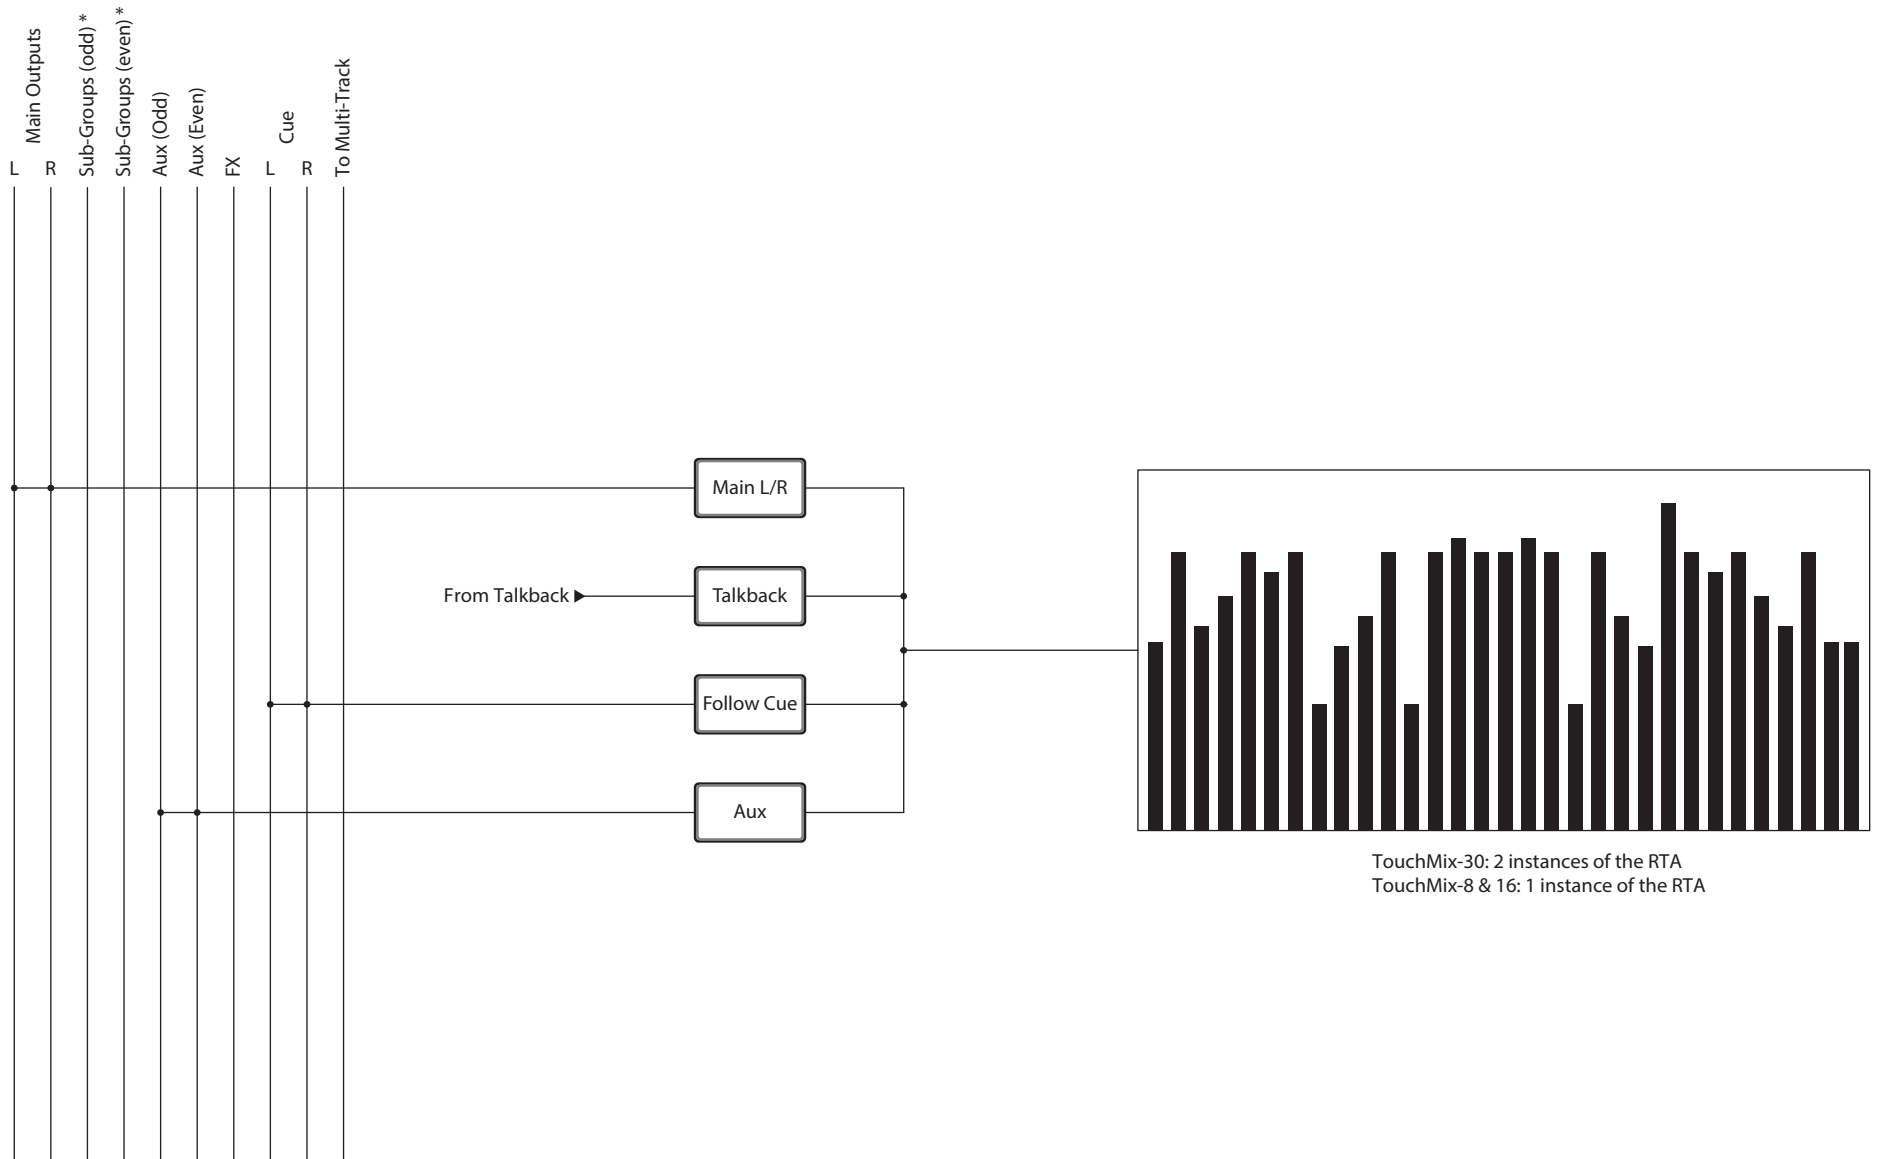 Main Outputs
L
R
Sub-Groups (odd) *
Sub-Groups (even) *
Aux (Odd)
Aux (Even)
FX
Cue
L
R
To Multi-Track
Main L/R
From Talkback
Talkback
Follow Cue
Aux
TouchMix-30: 2 instances of the RTA
TouchMix-8 & 16: 1 instance of the RTA